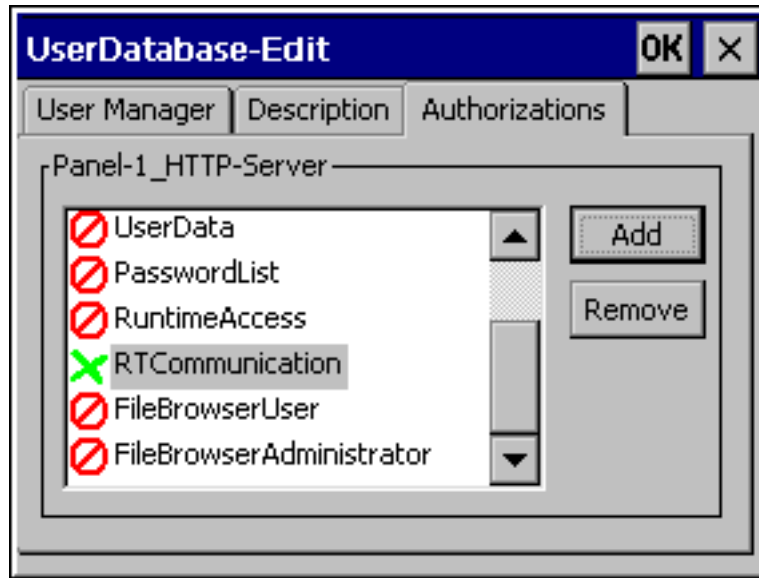 UserDatabase-Edit OK ×
User Manager Description Authorizations
Panel-1_HTTP-Server
UserData
PasswordList
RuntimeAccess
RTCommunication
FileBrowserUser
FileBrowserAdministrator
Add
Remove